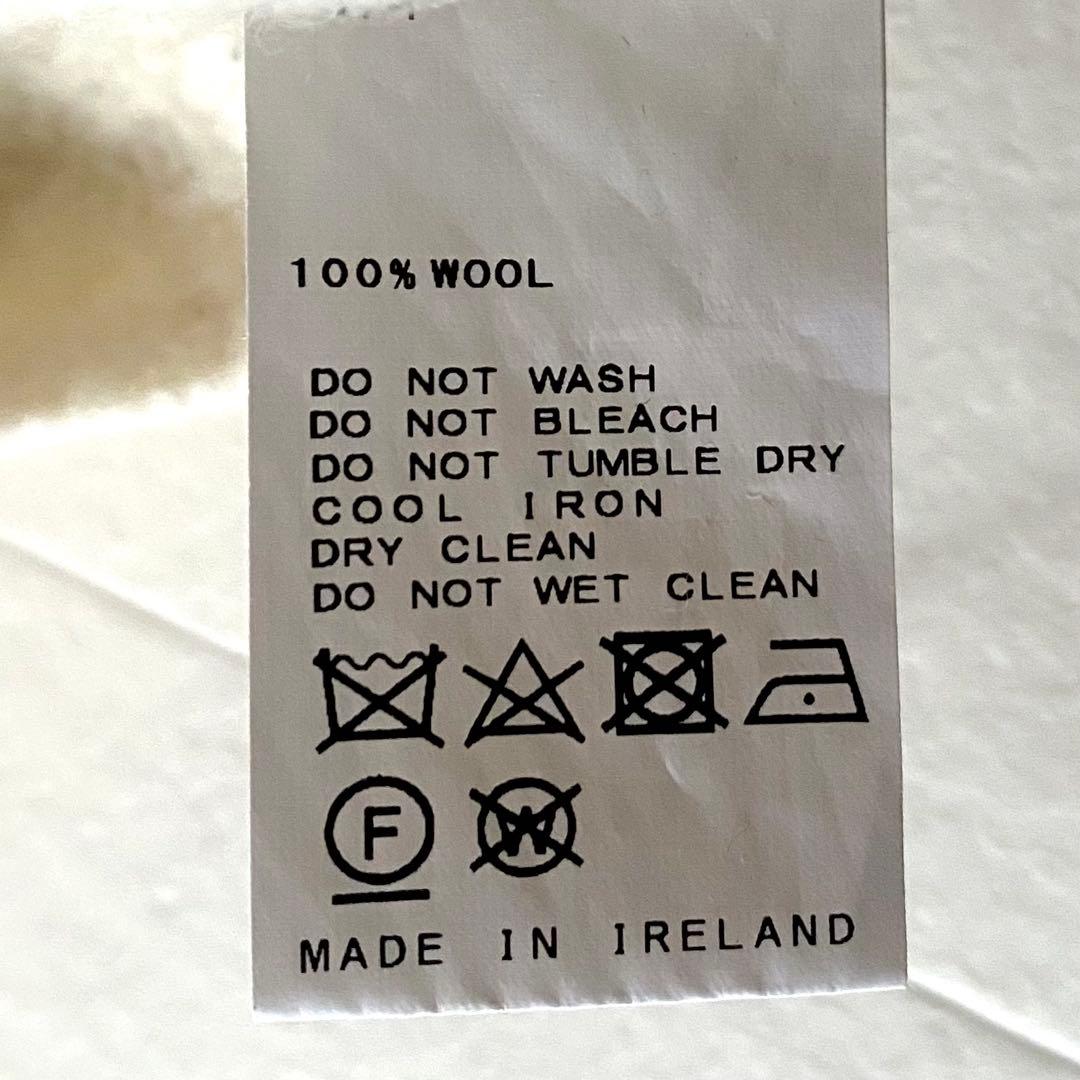 100% WOOL
DO NOT WASH
DO NOT BLEACH
DO NOT TUMBLE DRY
COOL IRON
DRY CLEAN
DO NOT WET CLEAN
F W
MADE IN IRELAND